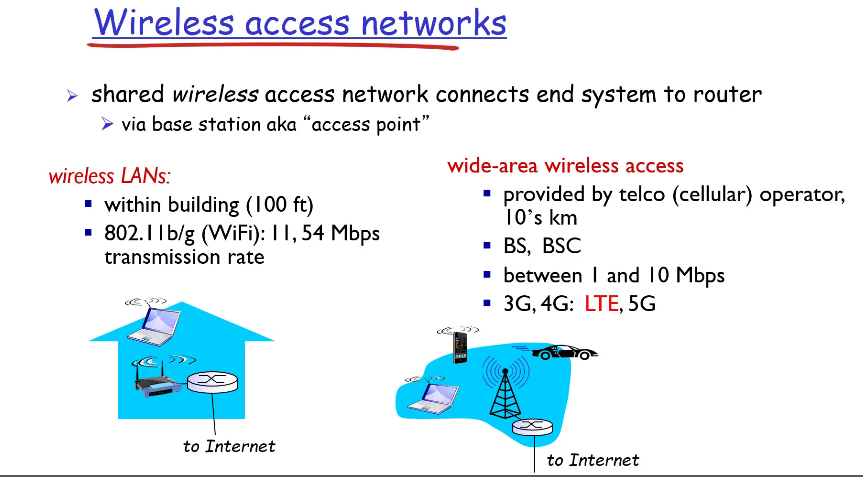 Wireless access networks
shared wireless access network connects end system to router
via base station aka “access point”
wireless LANs:
within building (100 ft)
802.11b/g (WiFi): 11, 54 Mbps
transmission rate
to Internet
wide-area wireless access
provided by telco (cellular) operator,
10’s km
BS, BSC
between 1 and 10 Mbps
3G, 4G: LTE, 5G
to Internet